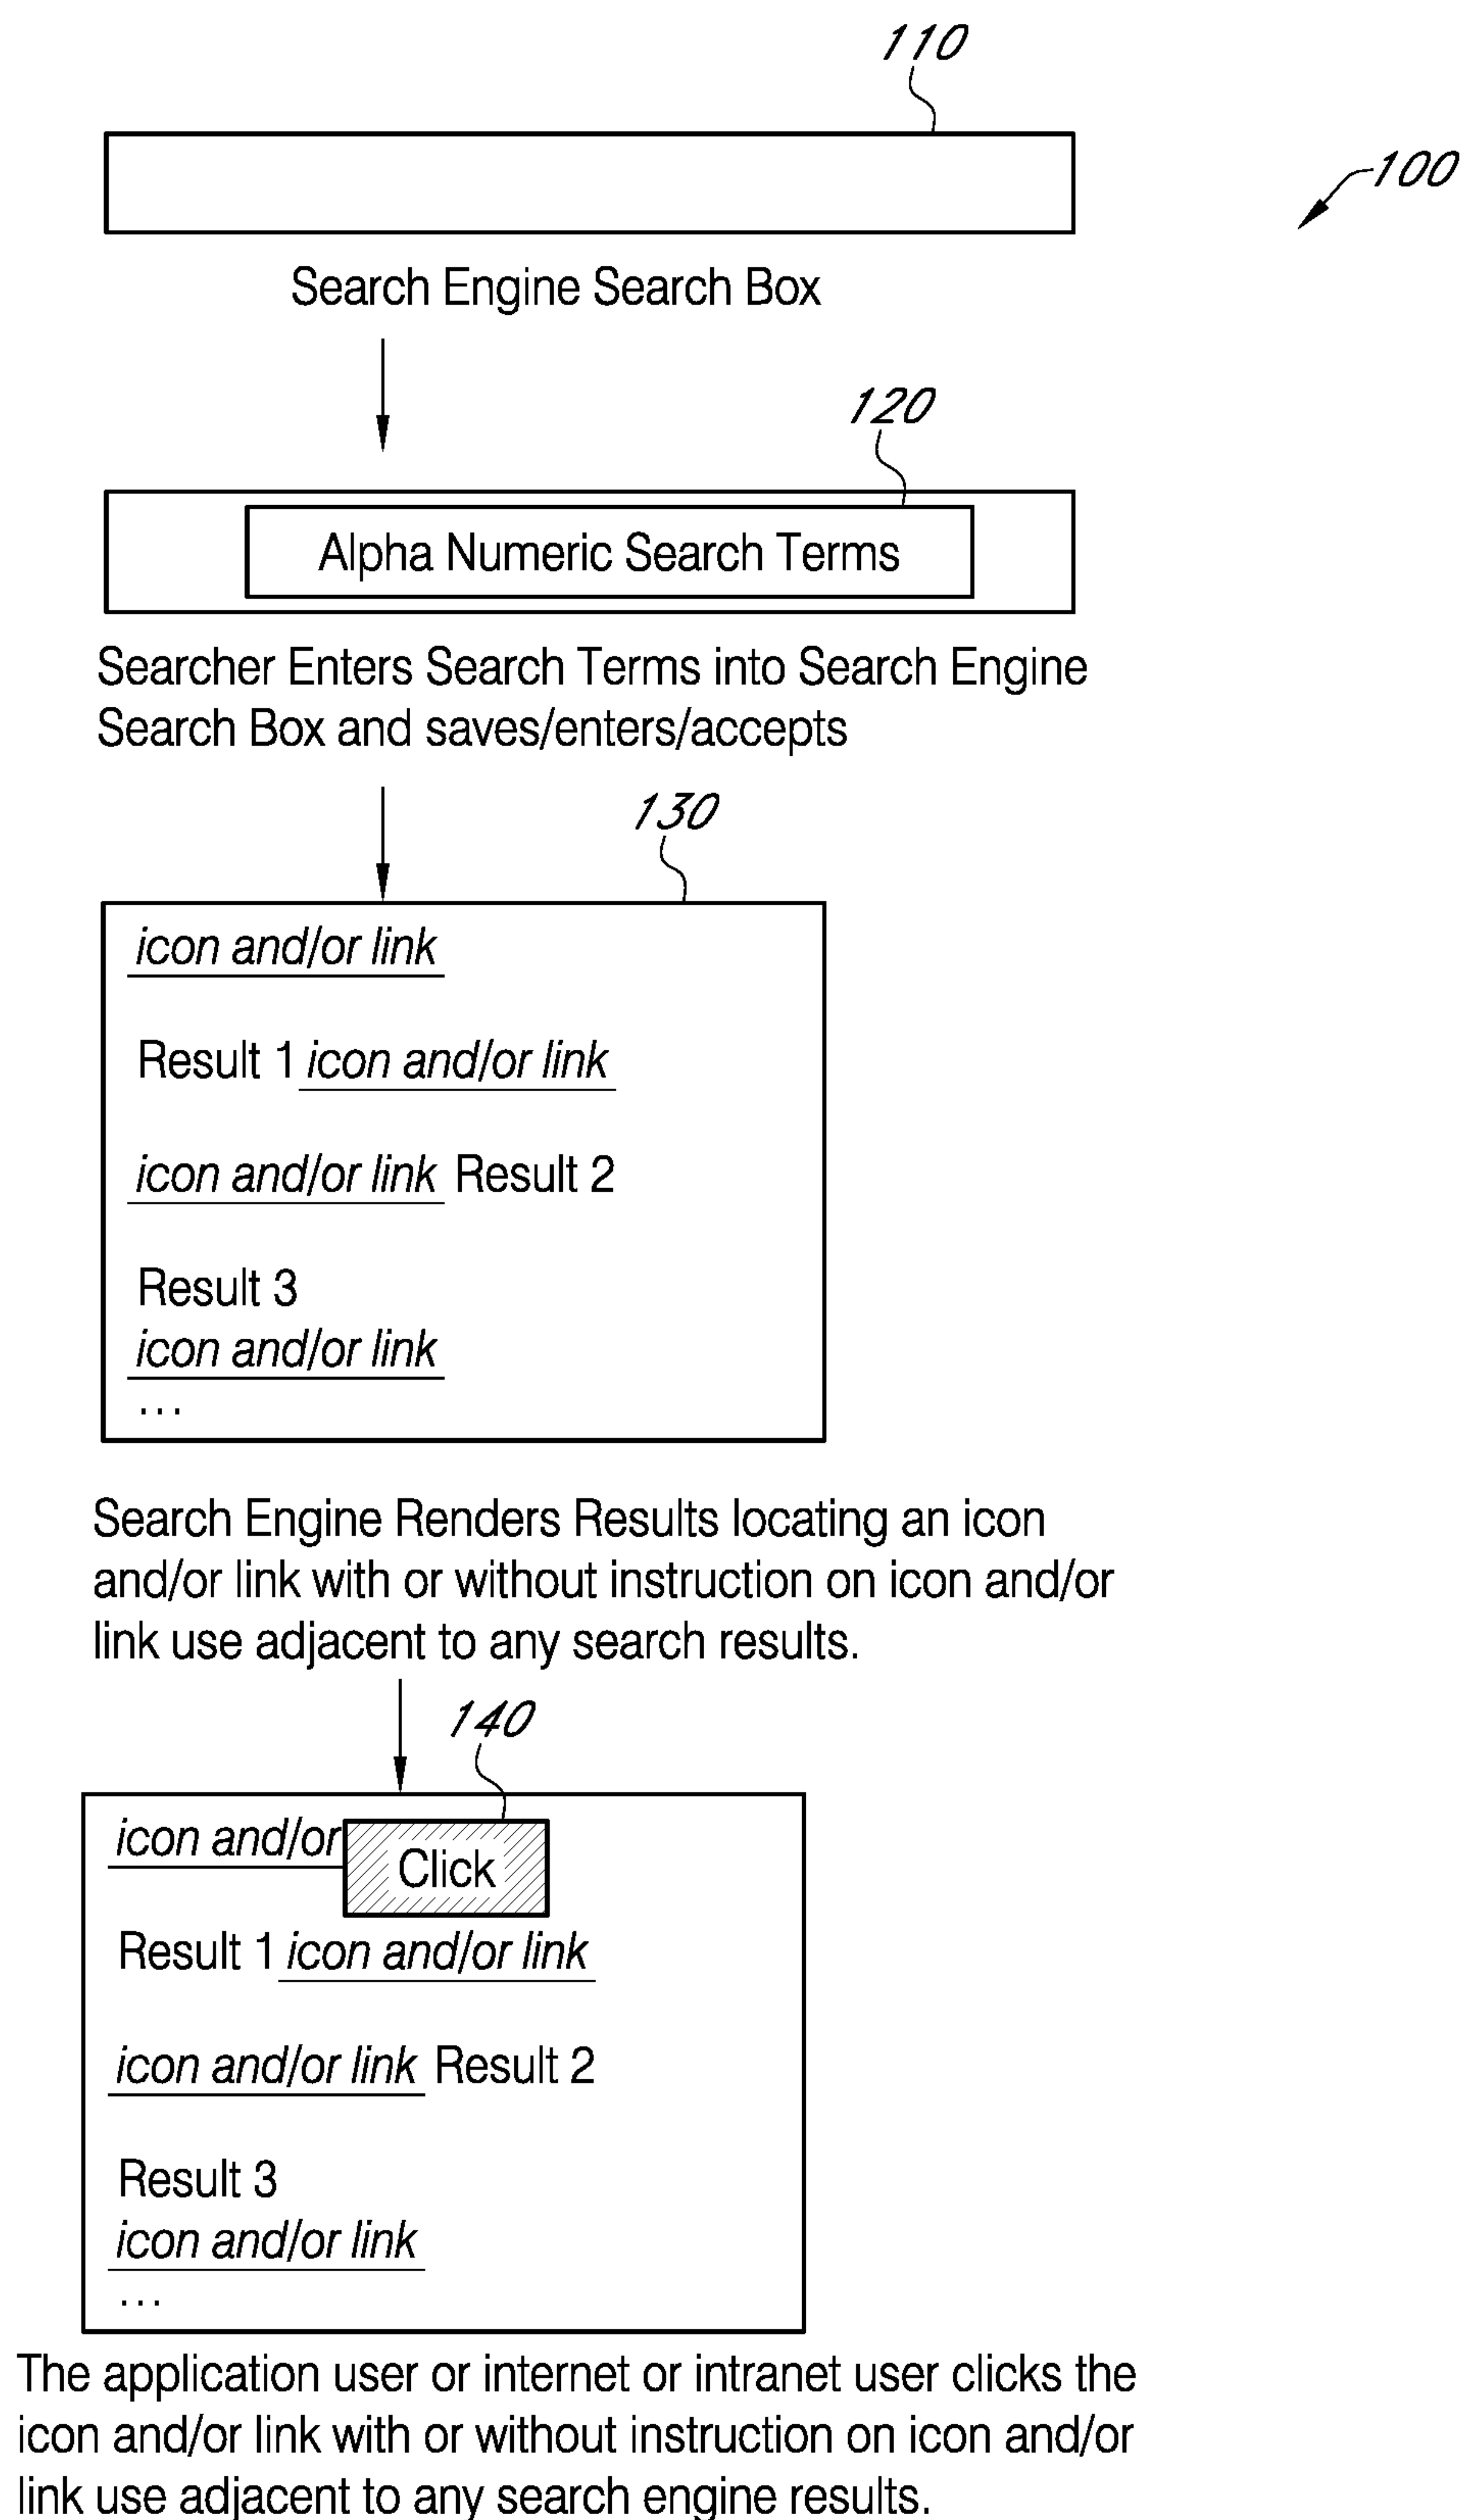 110
100
Search Engine Search Box
120
Alpha Numeric Search Terms
Searcher Enters Search Terms into Search Engine
Search Box and saves/enters/accepts
130
icon and/or link
Result 1 icon and/or link
icon and/or link Result 2
Result 3
icon and/or link
...
Search Engine Renders Results locating an icon
and/or link with or without instruction on icon and/or
link use adjacent to any search results.
140
icon and/or
Click
Result 1 icon and/or link
icon and/or link Result 2
Result 3
icon and/or link
...
The application user or internet or intranet user clicks the
icon and/or link with or without instruction on icon and/or
link use adjacent to any search engine results.